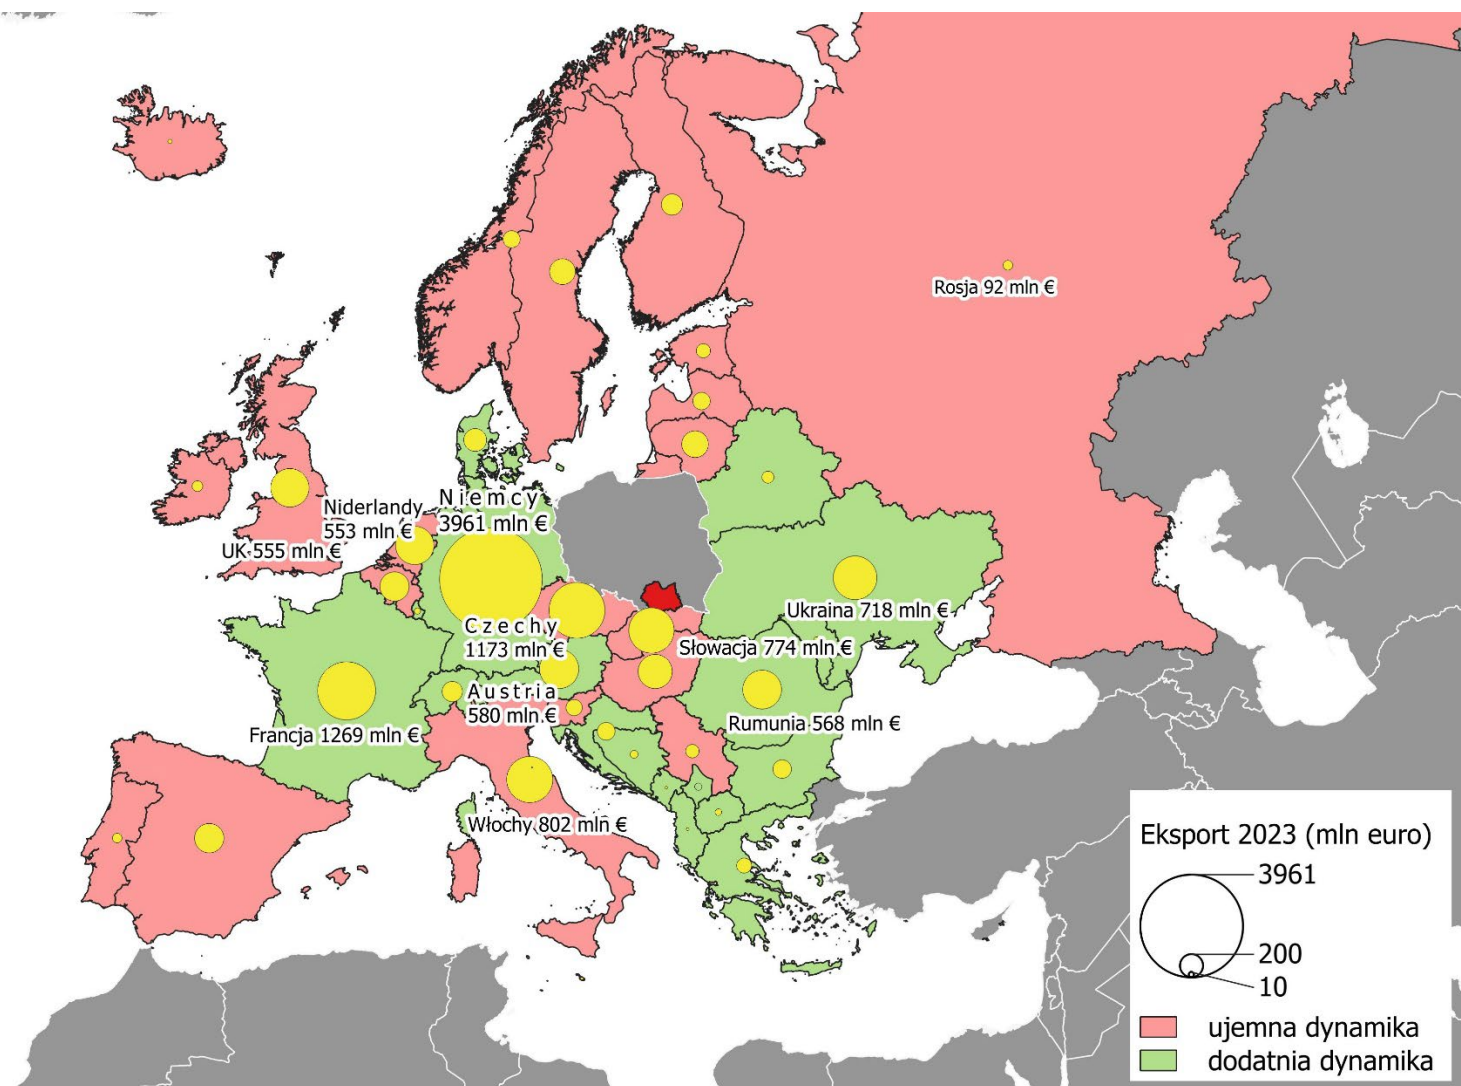 Rosja 92 mln €
Niemcy
3961 mln €
Niderlandy
553 mln €
UK 555 mln €
Ukraina 718 mln €
Czechy
1173 mln €
Słowacja 774 mln €
Austria
580 mln €
Rumunia 568 mln €
Francja 1269 mln €
Włochy 802 mln €
Eksport 2023 (mln euro)
3961
200
10
ujemna dynamika
dodatnia dynamika